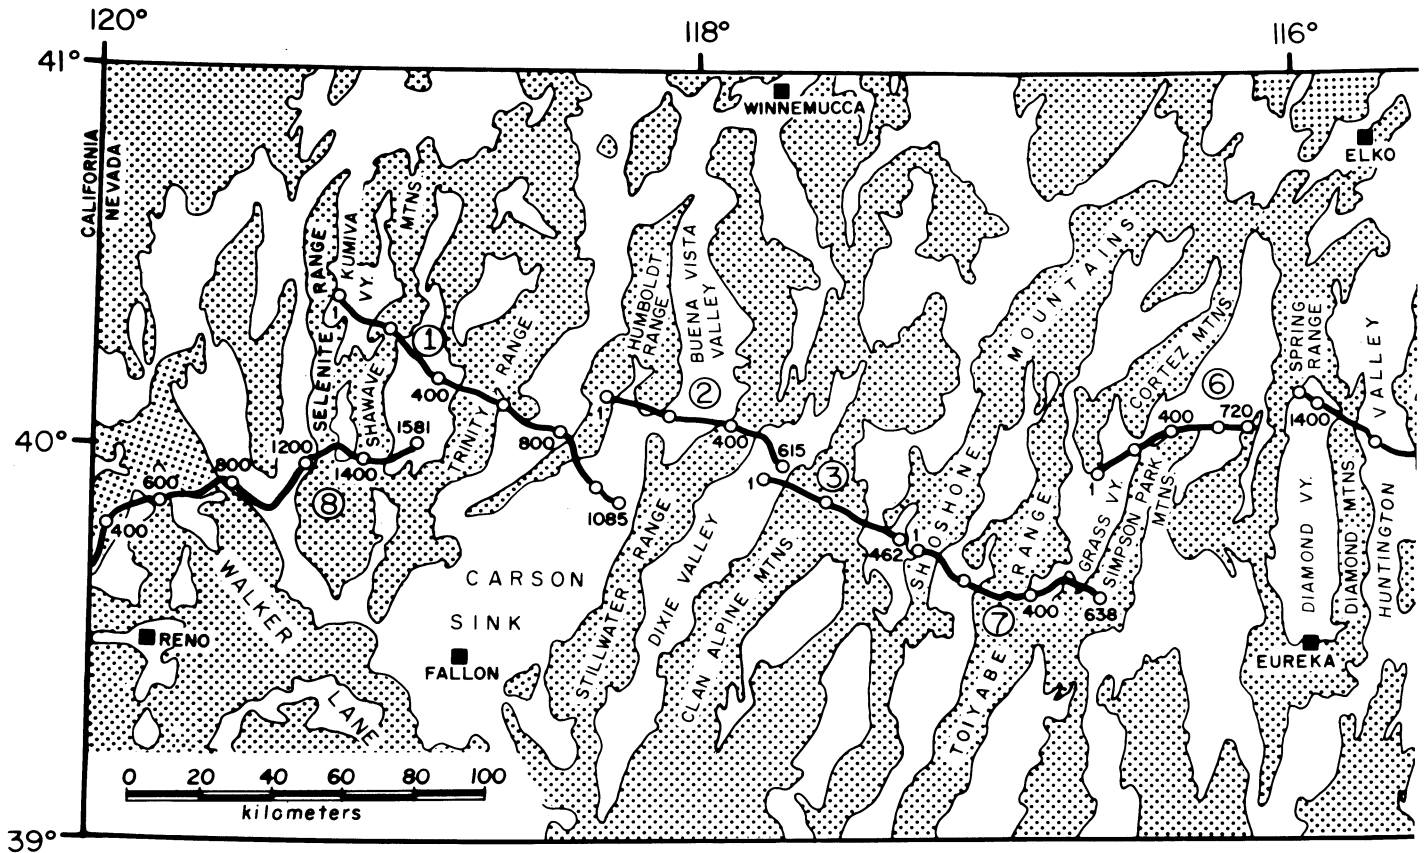 120°
118°
116°
41°
WINNEMUCCA
ELKO
CALIFORNIA
NEVADA
SELENITE RANGE
KUMIVA
VY.
MTNS
SHAWAVE
1
1
400
800
1085
TRINITY RANGE
HUMBOLDT
RANGE
BUENA VISTA
VALLEY
2
1
400
615
SHOSHONE MOUNTAINS
CORTEZ MTNS
6
1
400
720
SPRING
RANGE
1400
VALLEY
40°
400
600
800
1200
1400
1581
8
3
1
462
1
400
638
7
GRASS VY.
SIMPSON PARK
MTNS
DIAMOND VY.
DIAMOND MTNS
HUNTINGTON
WALKER
LANE
CARSON
SINK
STILLWATER RANGE
DIXIE VALLEY
CLAN ALPINE MTNS
TOIYABE RANGE
RENO
FALLON
EUREKA
0 20 40 60 80 100
kilometers
39°